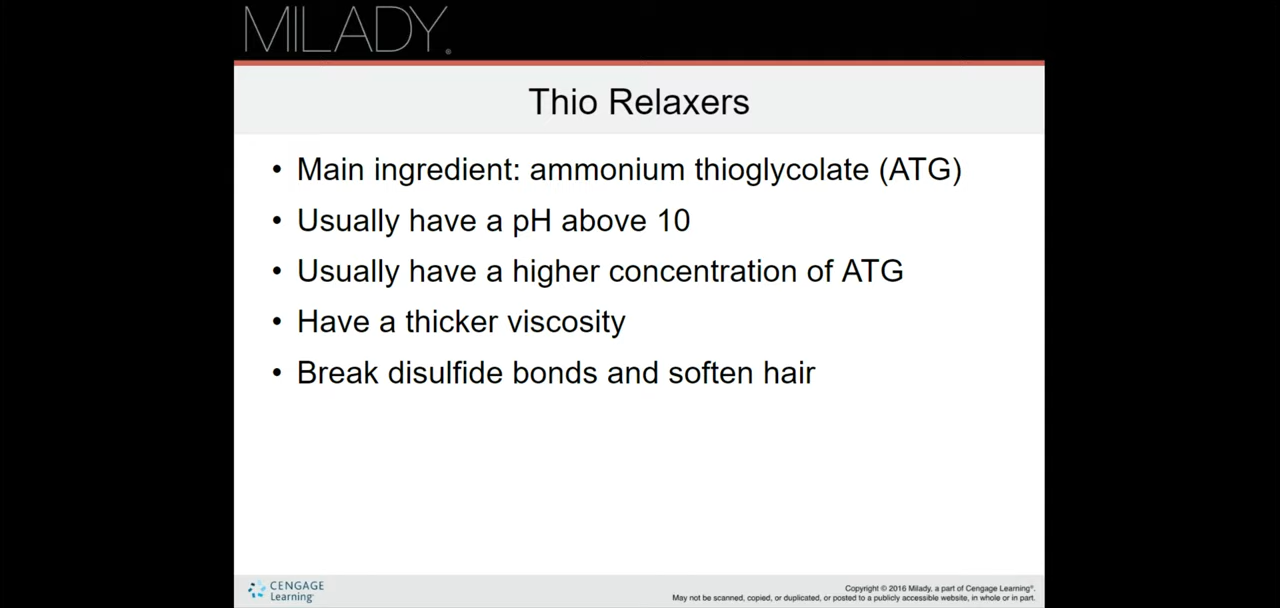 MILADY.
Thio Relaxers
• Main ingredient: ammonium thioglycolate (ATG)
• Usually have a pH above 10
• Usually have a higher concentration of ATG
• Have a thicker viscosity
• Break disulfide bonds and soften hair
CENGAGE
Learning
Copyright © 2016 Milady, a part of Cengage Learning®.
May not be scanned, copied, or duplicated, or posted to a publicly accessible website, in whole or in part.